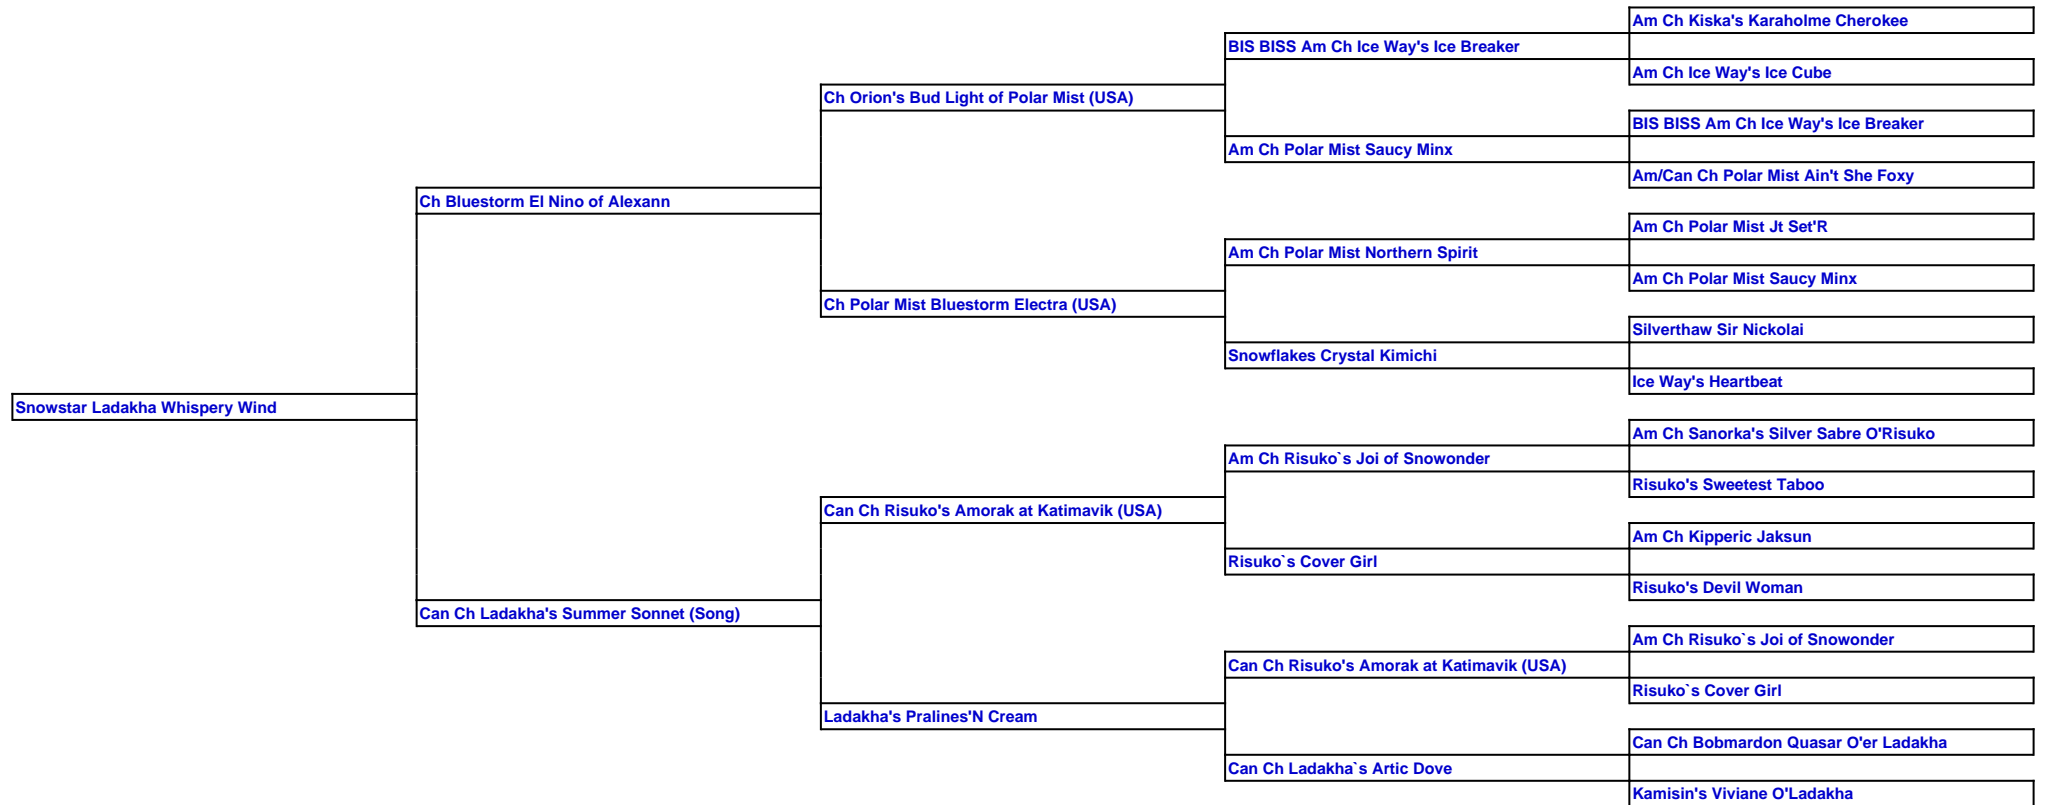 Am Ch Kiska's Karaholme Cherokee
BIS BISS Am Ch Ice Way's Ice Breaker
Am Ch Ice Way's Ice Cube
Ch Orion's Bud Light of Polar Mist (USA)
BIS BISS Am Ch Ice Way's Ice Breaker
Am Ch Polar Mist Saucy Minx
Am/Can Ch Polar Mist Ain't She Foxy
Ch Bluestorm El Nino of Alexann
Am Ch Polar Mist Jt Set'R
Am Ch Polar Mist Northern Spirit
Am Ch Polar Mist Saucy Minx
Ch Polar Mist Bluestorm Electra (USA)
Silverthaw Sir Nickolai
Snowflakes Crystal Kimichi
Ice Way's Heartbeat
Snowstar Ladakha Whispery Wind
Am Ch Sanorka's Silver Sabre O'Risuko
Am Ch Risuko`s Joi of Snowonder
Risuko's Sweetest Taboo
Can Ch Risuko's Amorak at Katimavik (USA)
Am Ch Kipperic Jaksun
Risuko`s Cover Girl
Risuko's Devil Woman
Can Ch Ladakha's Summer Sonnet (Song)
Am Ch Risuko`s Joi of Snowonder
Can Ch Risuko's Amorak at Katimavik (USA)
Risuko`s Cover Girl
Ladakha's Pralines'N Cream
Can Ch Bobmardon Quasar O'er Ladakha
Can Ch Ladakha`s Artic Dove
Kamisin's Viviane O'Ladakha